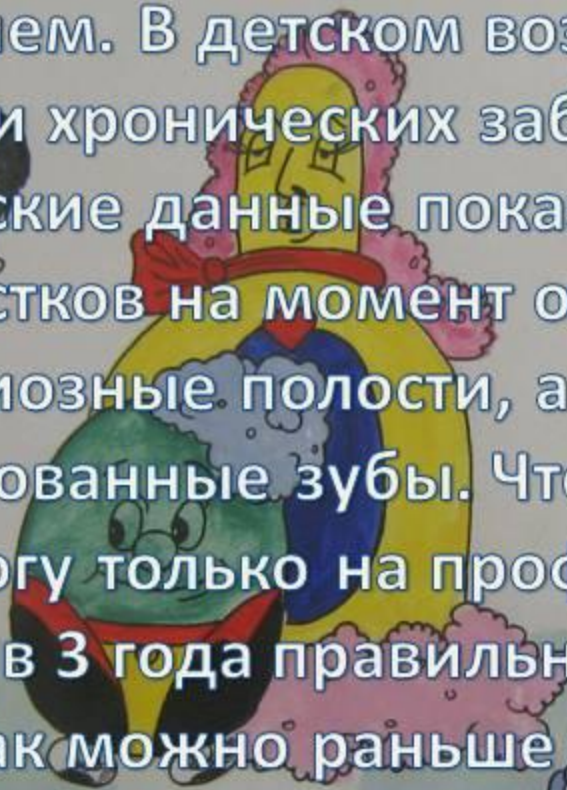 ем. В детском воз
и хронических заб
ские данные пока
стков на момент о
иозные полости, а
ованные зубы. Что
огу только на прос
в 3 года правильн
ак можно раньше